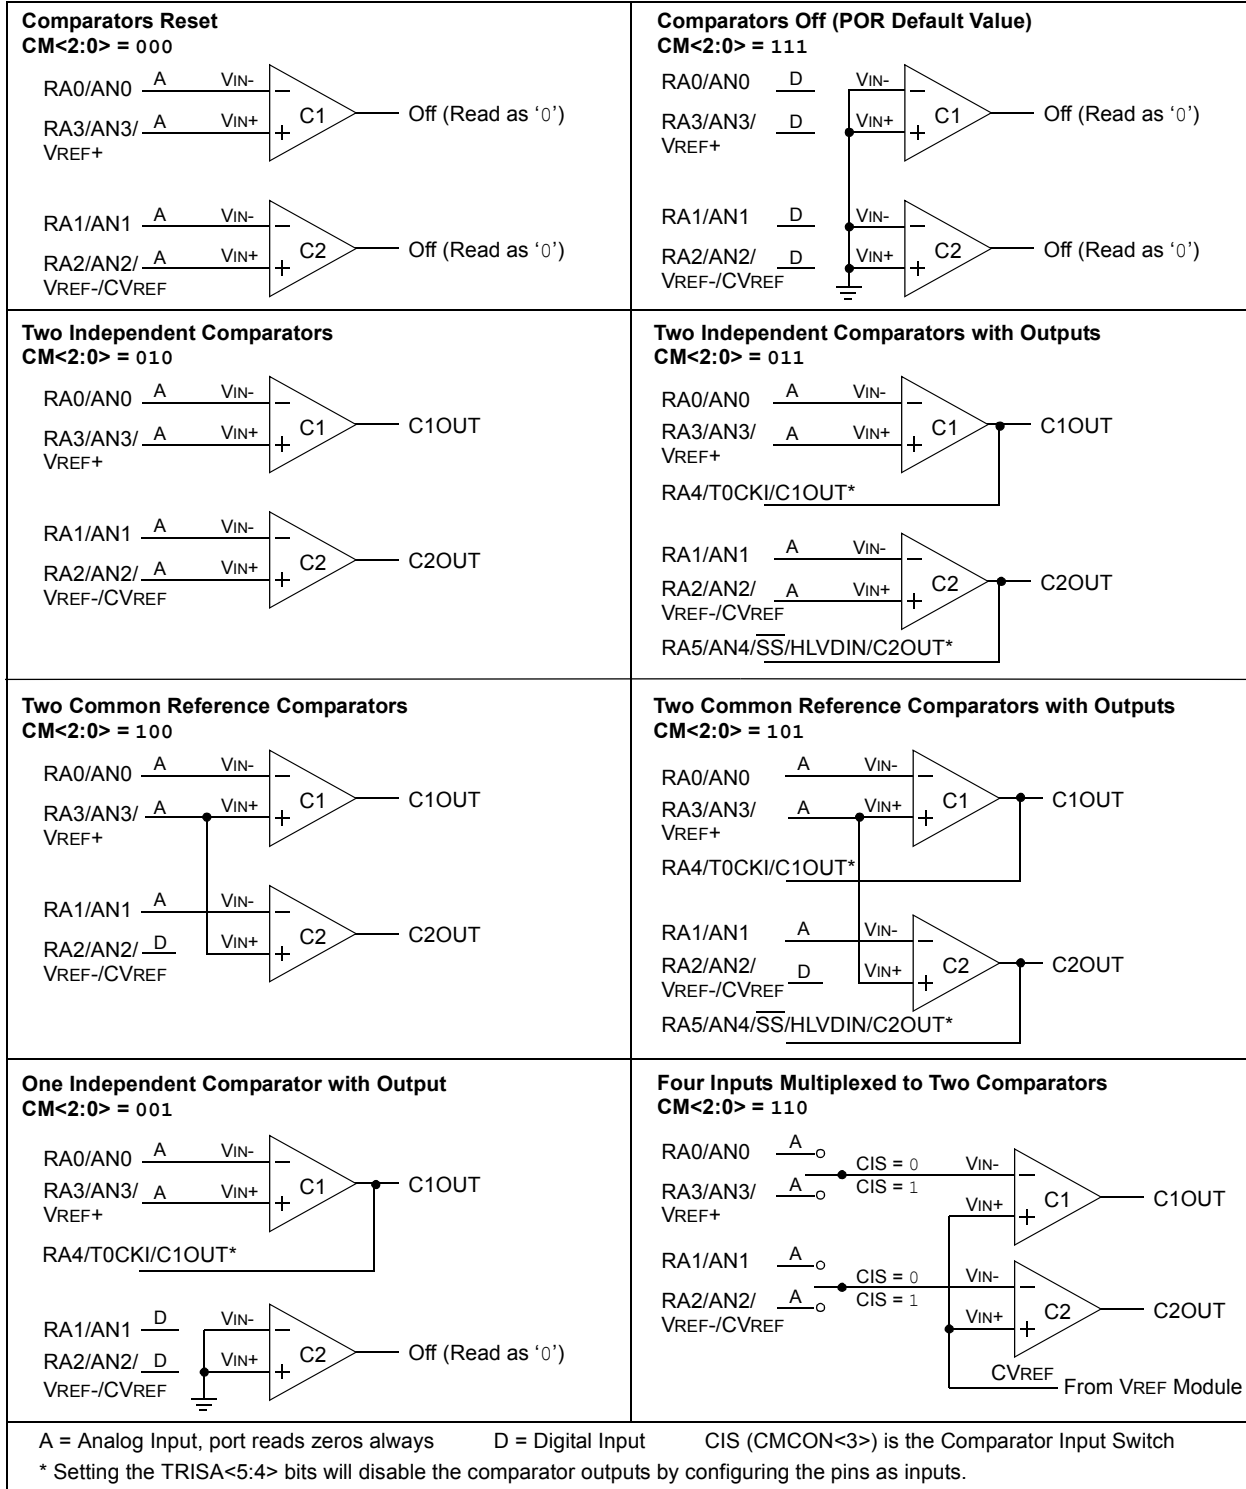 Comparators Reset
CM<2:0> = 000
RA0/AN0 A VIN-
RA3/AN3/ A VIN+
VREF+
C1
Off (Read as ‘0’)
RA1/AN1 A VIN-
RA2/AN2/ A VIN+
VREF-/CVREF
C2
Off (Read as ‘0’)
Comparators Off (POR Default Value)
CM<2:0> = 111
RA0/AN0 D VIN-
RA3/AN3/ D VIN+
VREF+
C1
Off (Read as ‘0’)
RA1/AN1 D VIN-
RA2/AN2/ D VIN+
VREF-/CVREF
C2
Off (Read as ‘0’)
Two Independent Comparators
CM<2:0> = 010
RA0/AN0 A VIN-
RA3/AN3/ A VIN+
VREF+
C1
C1OUT
RA1/AN1 A VIN-
RA2/AN2/ A VIN+
VREF-/CVREF
C2
C2OUT
Two Independent Comparators with Outputs
CM<2:0> = 011
RA0/AN0 A VIN-
RA3/AN3/ A VIN+
VREF+
C1
C1OUT
RA4/T0CKI/C1OUT*
RA1/AN1 A VIN-
RA2/AN2/ A VIN+
VREF-/CVREF
C2
C2OUT
RA5/AN4/SS/HLVDIN/C2OUT*
Two Common Reference Comparators
CM<2:0> = 100
RA0/AN0 A VIN-
RA3/AN3/ A VIN+
VREF+
C1
C1OUT
RA1/AN1 A VIN-
RA2/AN2/ D VIN+
VREF-/CVREF
C2
C2OUT
Two Common Reference Comparators with Outputs
CM<2:0> = 101
RA0/AN0 A VIN-
RA3/AN3/ A VIN+
VREF+
C1
C1OUT
RA4/T0CKI/C1OUT*
RA1/AN1 A VIN-
RA2/AN2/ D VIN+
VREF-/CVREF
C2
C2OUT
RA5/AN4/SS/HLVDIN/C2OUT*
One Independent Comparator with Output
CM<2:0> = 001
RA0/AN0 A VIN-
RA3/AN3/ A VIN+
VREF+
C1
C1OUT
RA4/T0CKI/C1OUT*
RA1/AN1 D VIN-
RA2/AN2/ D VIN+
VREF-/CVREF
C2
Off (Read as ‘0’)
Four Inputs Multiplexed to Two Comparators
CM<2:0> = 110
RA0/AN0 A
CIS = 0 VIN-
RA3/AN3/ A CIS = 1
VREF+
VIN+
C1
C1OUT
RA1/AN1 A
CIS = 0 VIN-
RA2/AN2/ A CIS = 1
VREF-/CVREF
VIN+
C2
C2OUT
CVREF
From VREF Module
A = Analog Input, port reads zeros always D = Digital Input CIS (CMCON<3>) is the Comparator Input Switch
* Setting the TRISA<5:4> bits will disable the comparator outputs by configuring the pins as inputs.